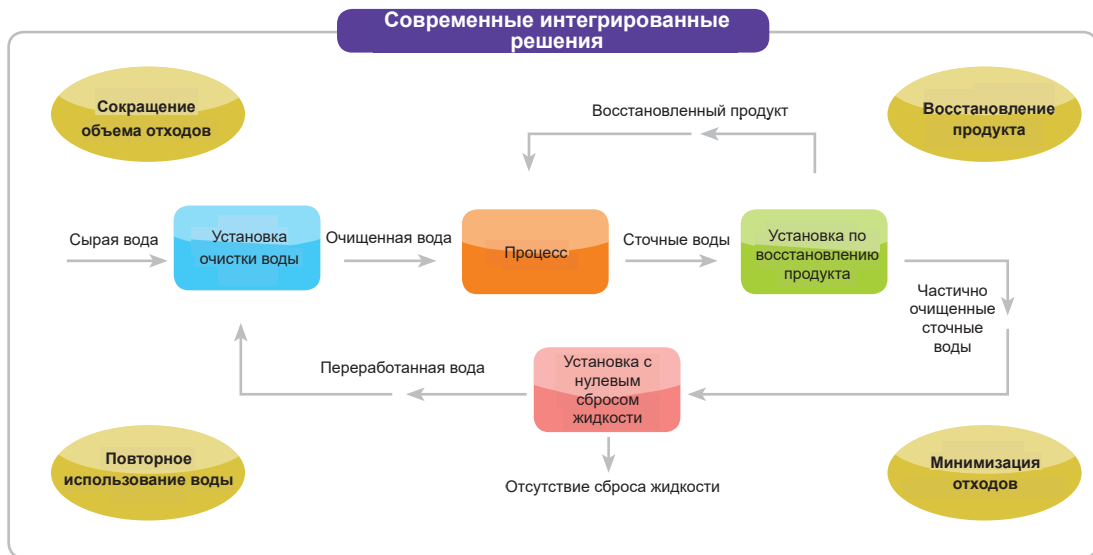 Современные интегрированные
решения
Сокращение
объема отходов
Восстановленный продукт
Восстановление
продукта
Сырая вода
Установка
очистки воды
Очищенная вода
Процесс
Сточные воды
Установка по
восстановлению
продукта
Частично
очищенные
сточные
воды
Переработанная вода
Установка с
нулевым
сбросом
жидкости
Повторное
использование воды
Отсутствие сброса жидкости
Минимизация
отходов